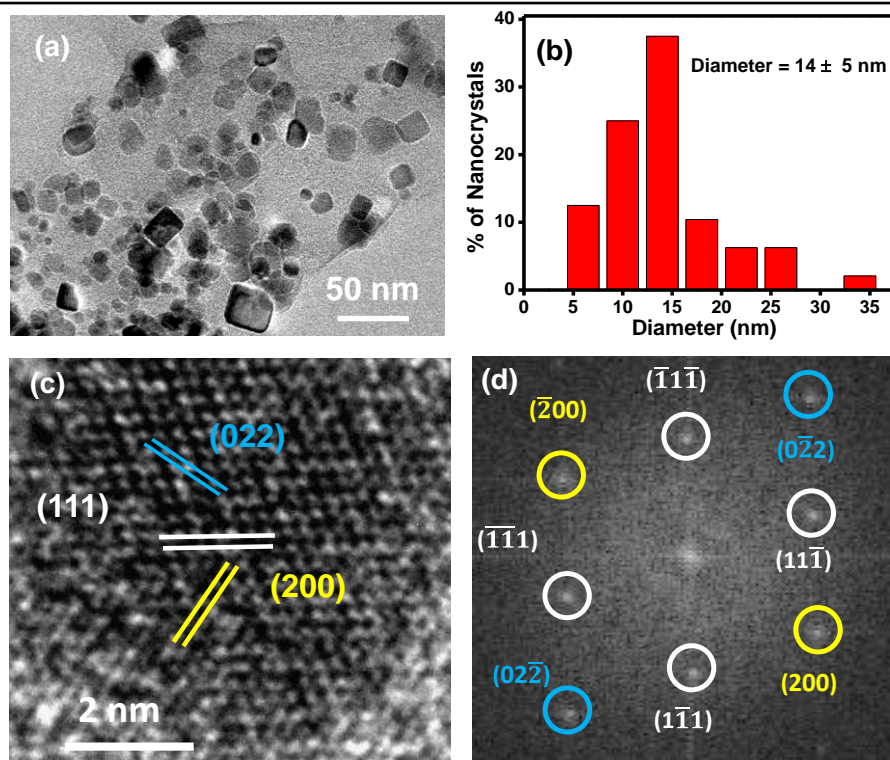 (a)
50 nm
(b)
Diameter = 14 ± 5 nm
% of Nanocrystals
40
30
20
10
0
0 5 10 15 20 25 30 35
Diameter (nm)
(c)
(022)
(111)
(200)
2 nm
(d)
(1̅11̅)
(2̅00)
(02̅2)
(1̅1̅1)
(111̅)
(200)
(022̅)
(11̅1)